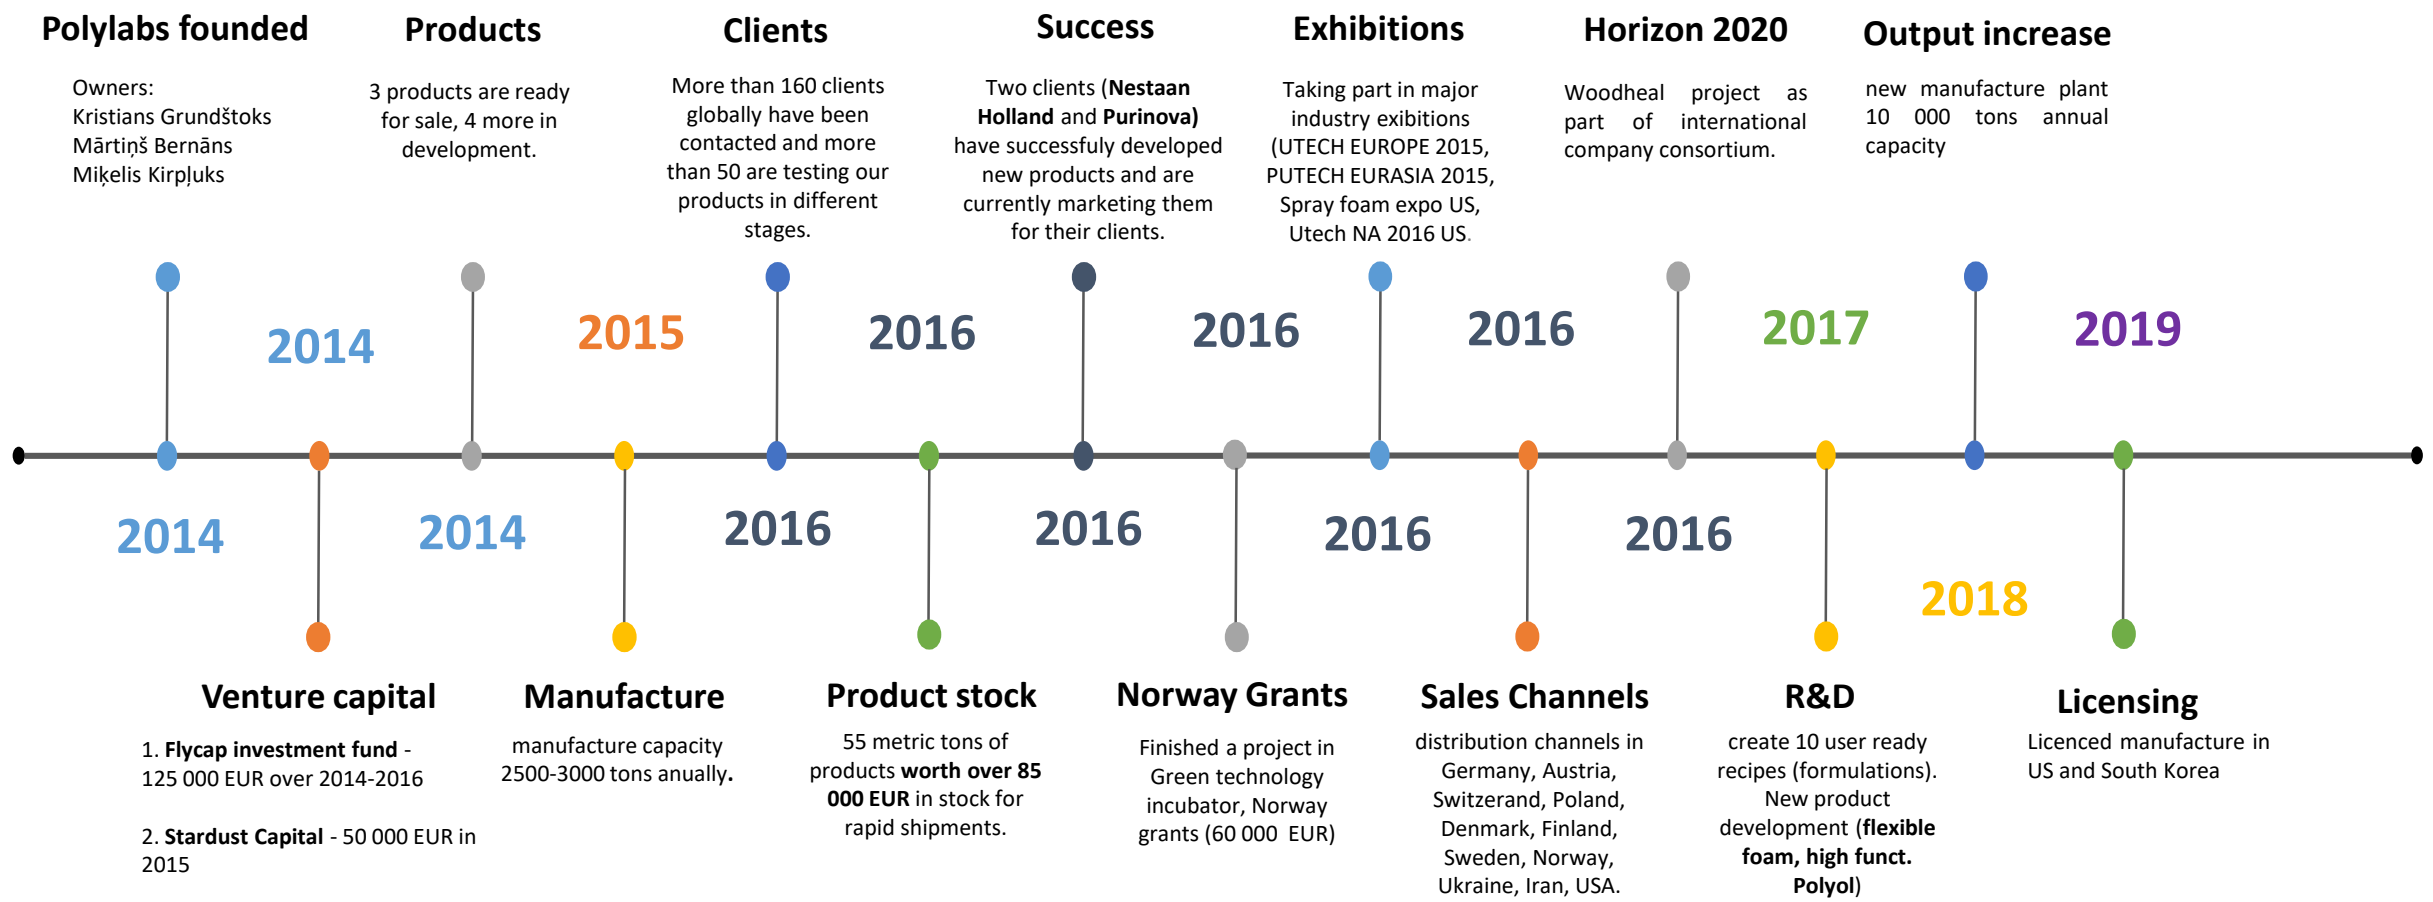 Polylabs founded
Owners:
Kristians Grundštoks
Mārtiņš Bernāns
Miķelis Kirpļuks
Products
3 products are ready
for sale, 4 more in
development.
Clients
More than 160 clients
globally have been
contacted and more
than 50 are testing our
products in different
stages.
Success
Two clients (Nestaan
Holland and Purinova)
have successfuly developed
new products and are
currently marketing them
for their clients.
Exhibitions
Taking part in major
industry exibitions
(UTECH EUROPE 2015,
PUTECH EURASIA 2015,
Spray foam expo US,
Utech NA 2016 US.
Horizon 2020
Woodheal project as
part of international
company consortium.
Output increase
new manufacture plant
10 000 tons annual
capacity
2014
2015
2016
2016
2016
2017
2019
2014
2014
2016
2016
2016
2016
2018
Venture capital
1. Flycap investment fund -
125 000 EUR over 2014-2016
2. Stardust Capital - 50 000 EUR in
2015
Manufacture
manufacture capacity
2500-3000 tons anually.
Product stock
55 metric tons of
products worth over 85
000 EUR in stock for
rapid shipments.
Norway Grants
Finished a project in
Green technology
incubator, Norway
grants (60 000 EUR)
Sales Channels
distribution channels in
Germany, Austria,
Switzerand, Poland,
Denmark, Finland,
Sweden, Norway,
Ukraine, Iran, USA.
R&D
create 10 user ready
recipes (formulations).
New product
development (flexible
foam, high funct.
Polyol)
Licensing
Licenced manufacture in
US and South Korea